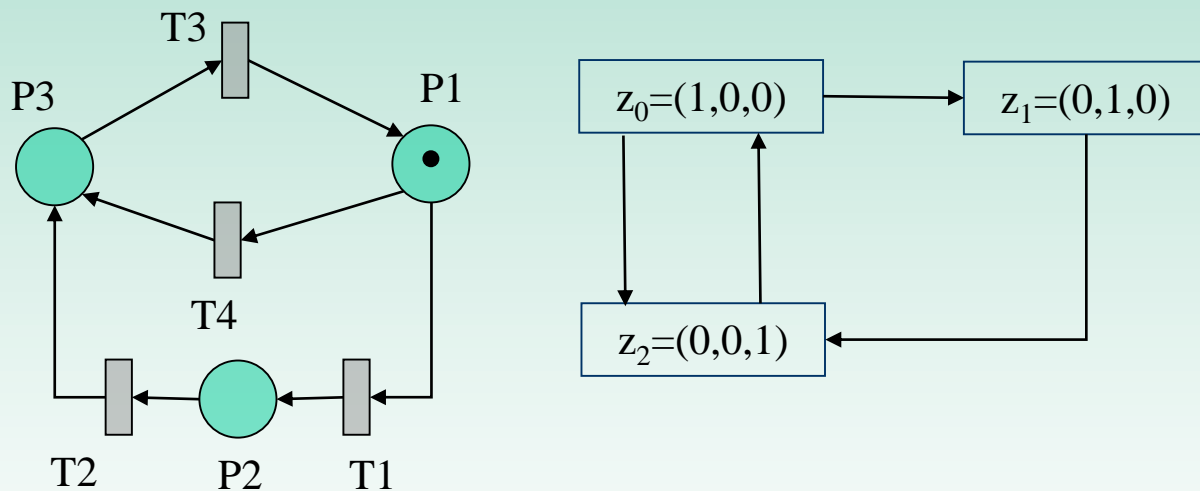 T3
P3
P1
T4
T2
P2
T1
z₀=(1,0,0)
z₁=(0,1,0)
z₂=(0,0,1)